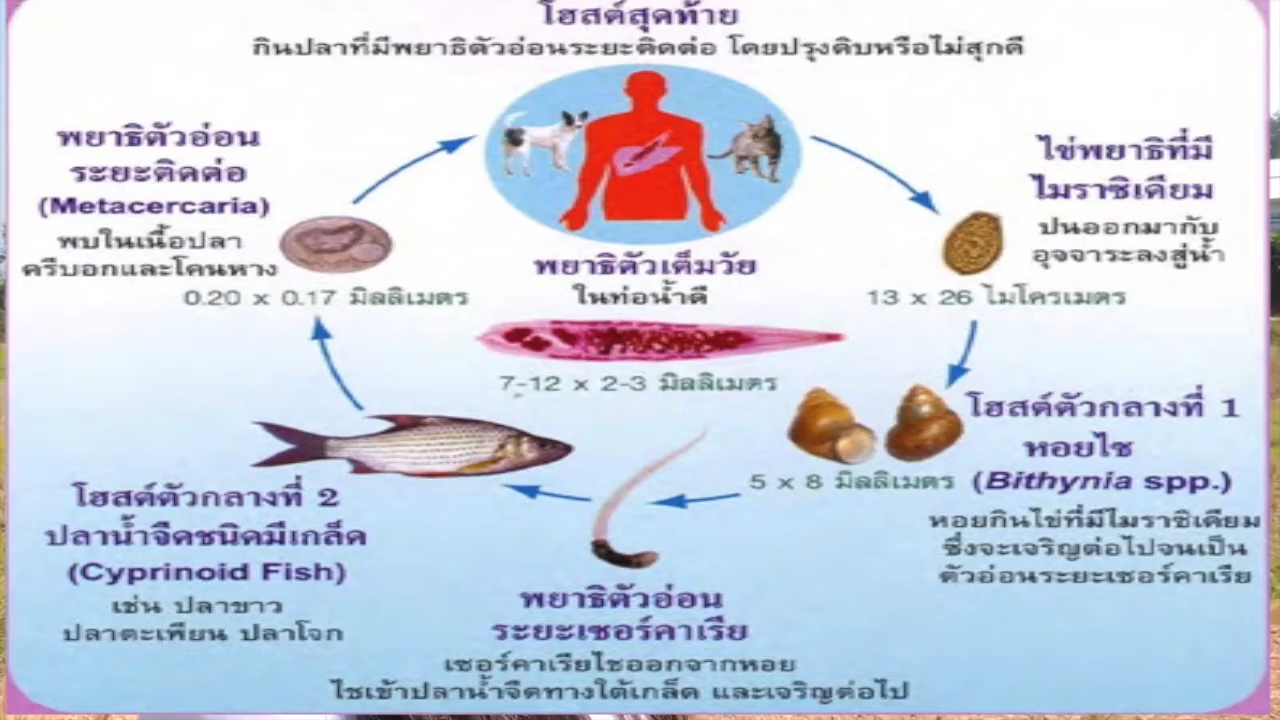 โฮสต์สุดท้าย
กินปลาที่มีพยาธิตัวอ่อนระยะติดต่อ โดยปรุงดิบหรือไม่สุกดี
พยาธิตัวอ่อน
ระยะติดต่อ
(Metacercaria)
พบในเนื้อปลา
ครีบอกและโคนหาง
0.20 x 0.17 มิลลิเมตร
ไข่พยาธิที่มี
ไมราซิเดียม
ปนออกมากับ
อุจจาระลงสู่น้ำ
13 x 26 ไมโครเมตร
พยาธิตัวเต็มวัย
ในท่อน้ำดี
7-12 x 2-3 มิลลิเมตร
โฮสต์ตัวกลางที่ 1
หอยไซ
(Bithynia spp.)
5 x 8 มิลลิเมตร
หอยกินไข่ที่มีไมราซิเดียม
ซึ่งจะเจริญต่อไปจนเป็น
ตัวอ่อนระยะเซอร์คาเรีย
โฮสต์ตัวกลางที่ 2
ปลาน้ำจืดชนิดมีเกล็ด
(Cyprinoid Fish)
เช่น ปลาขาว
ปลาตะเพียน ปลาโจก
พยาธิตัวอ่อน
ระยะเซอร์คาเรีย
เซอร์คาเรียไชออกจากหอย
ไชเข้าปลาน้ำจืดทางใต้เกล็ด และเจริญต่อไป